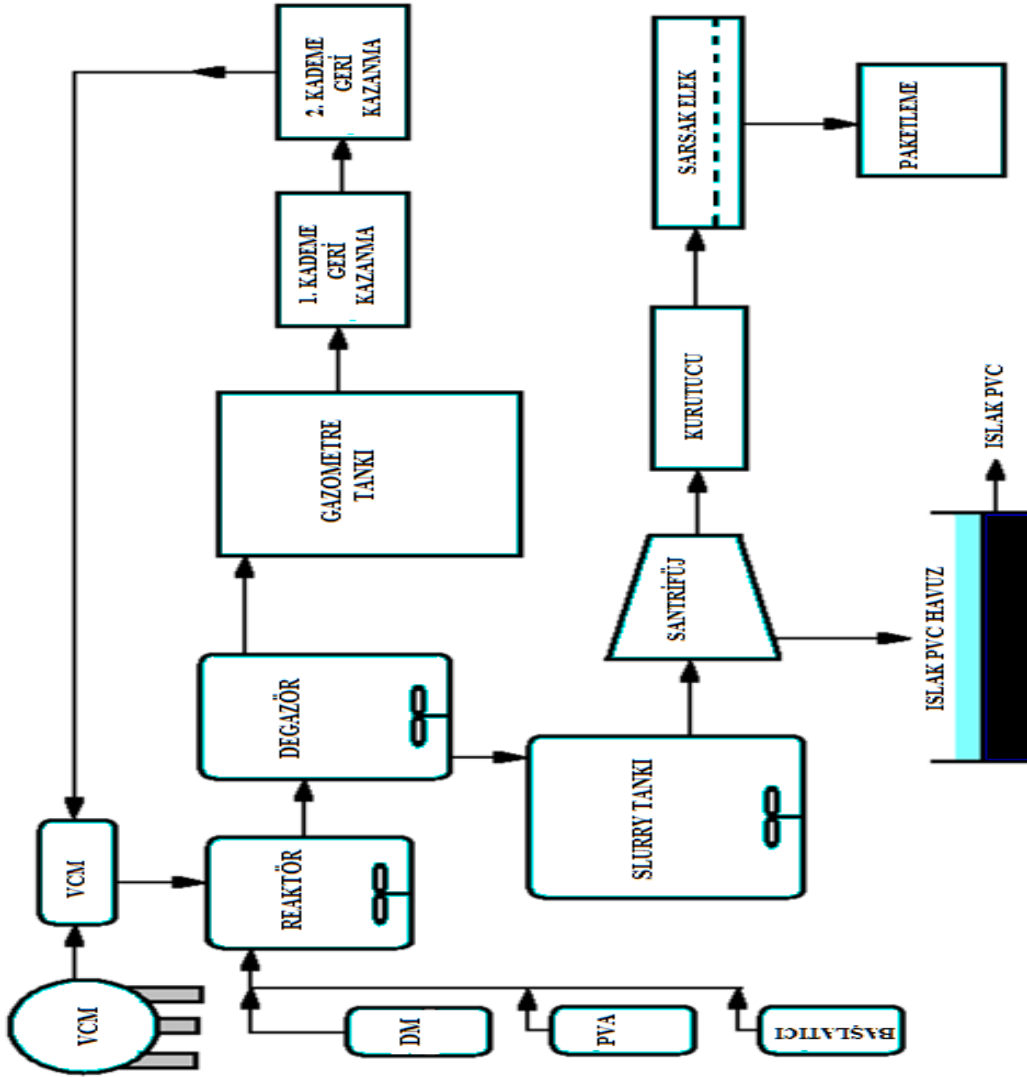 VCM
VCM
REAKTÖR
DEGAZÖR
GAZOMETRE
TANKI
1. KADEME
GERİ
KAZANMA
2. KADEME
GERİ
KAZANMA
DM
PVA
BAŞLATICI
SLURRY TANKI
SANTRİFÜJ
KURUTUCU
SARSAK ELEK
PAKETLEME
ISLAK PVC HAVUZ
ISLAK PVC